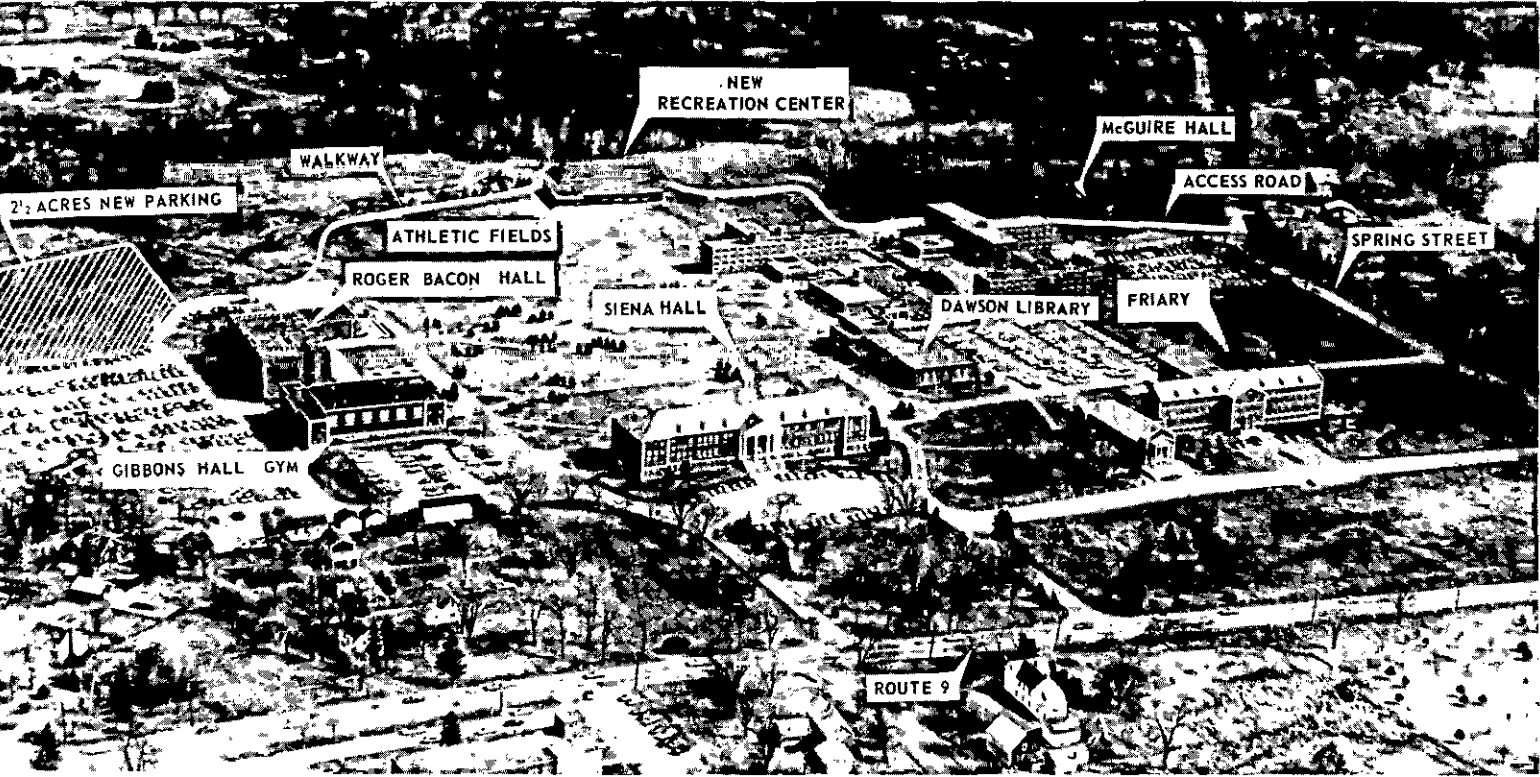 NEW
RECREATION CENTER
McGUIRE HALL
WALKWAY
ACCESS ROAD
2½ ACRES NEW PARKING
ATHLETIC FIELDS
SPRING STREET
ROGER BACON HALL
SIENA HALL
DAWSON LIBRARY
FRIARY
GIBBONS HALL GYM
ROUTE 9